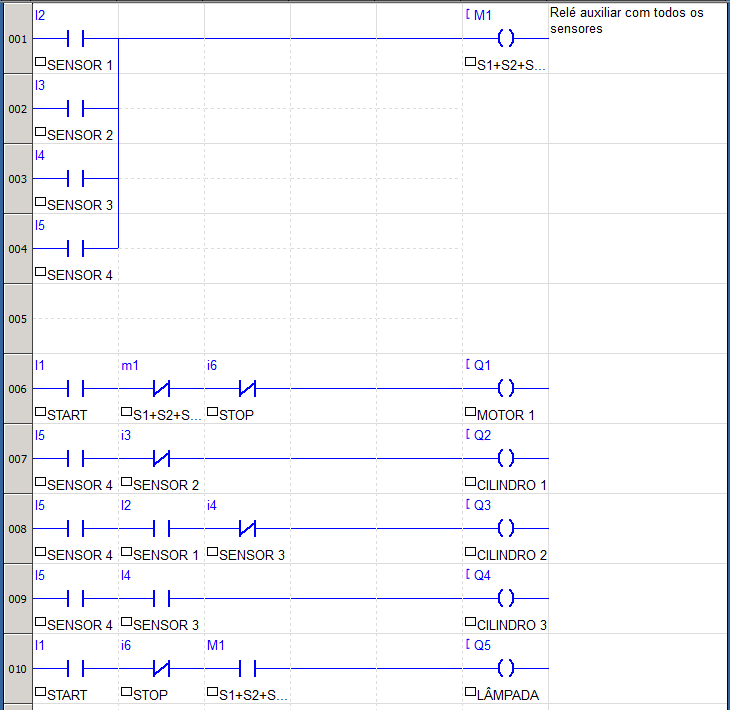 I2
[ M1
Relé auxiliar com todos os
sensores
001
SENSOR 1
S1+S2+S...
I3
002
SENSOR 2
I4
003
SENSOR 3
I5
004
SENSOR 4
005
I1 m1 i6 [ Q1
006
START S1+S2+S... STOP MOTOR 1
I5 i3 [ Q2
007
SENSOR 4 SENSOR 2 CILINDRO 1
I5 I2 i4 [ Q3
008
SENSOR 4 SENSOR 1 SENSOR 3 CILINDRO 2
I5 I4 [ Q4
009
SENSOR 4 SENSOR 3 CILINDRO 3
I1 i6 M1 [ Q5
010
START STOP S1+S2+S... LÂMPADA